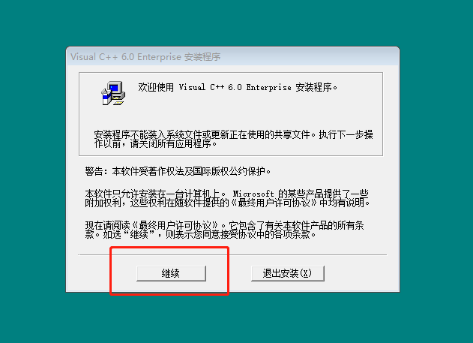 Visual C++ 6.0 Enterprise 安装程序
欢迎使用 Visual C++ 6.0 Enterprise 安装程序。
安装程序不能装入系统文件或更新正在使用的共享文件。执行下一步操
作以前，请关闭所有应用程序。
警告: 本软件受著作权法及国际版权公约保护。
本软件只允许安装在一台计算机上。 Microsoft 的某些产品提供了一些
附加权利，这些权利在随软件提供的《最终用户许可协议》中均有说明。
现在请阅读《最终用户许可协议》。它包含了有关本软件产品的所有条
款。如选“继续”，则表示您同意接受协议中的各项条款。
继续
退出安装(X)